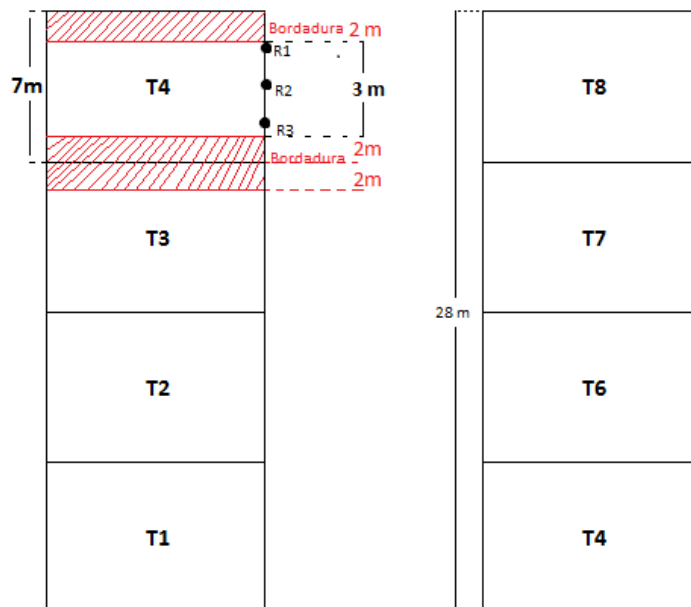 Bordadura 2 m
R1
7m
T4
R2
3 m
R3
2m
Bordadura
2m
T3
T2
T1
T8
T7
28 m
T6
T4